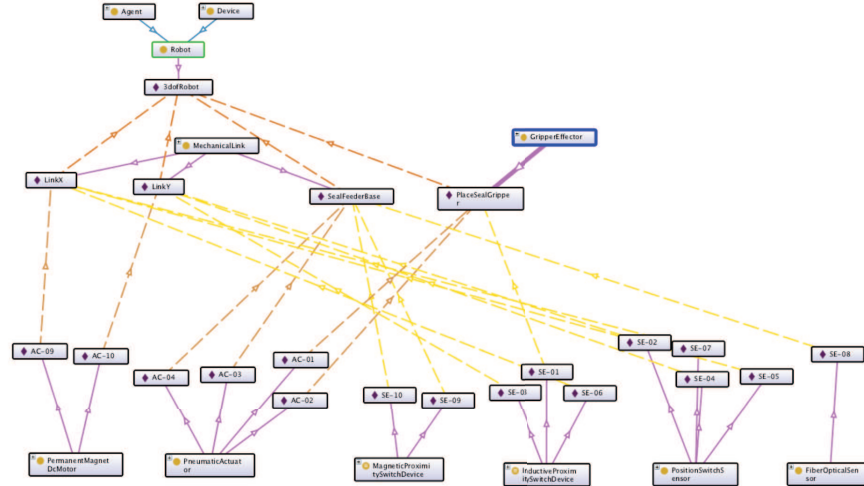 Agent
Device
Robot
3dofRobot
MechanicalLink
GripperEffector
LinkX
LinkY
SealFeederBase
PlaceSealGrippe
r
AC-09
AC-10
AC-04
AC-03
AC-01
AC-02
SE-10
SE-09
SE-01
SE-06
SE-02
SE-07
SE-04
SE-05
SE-08
PermanentMagnet
DcMotor
PneumaticActuat
or
MagneticProximi
tySwitchDevice
InductiveProxim
itySwitchDevice
PositionSwitchS
ensor
FiberOpticalSen
sor